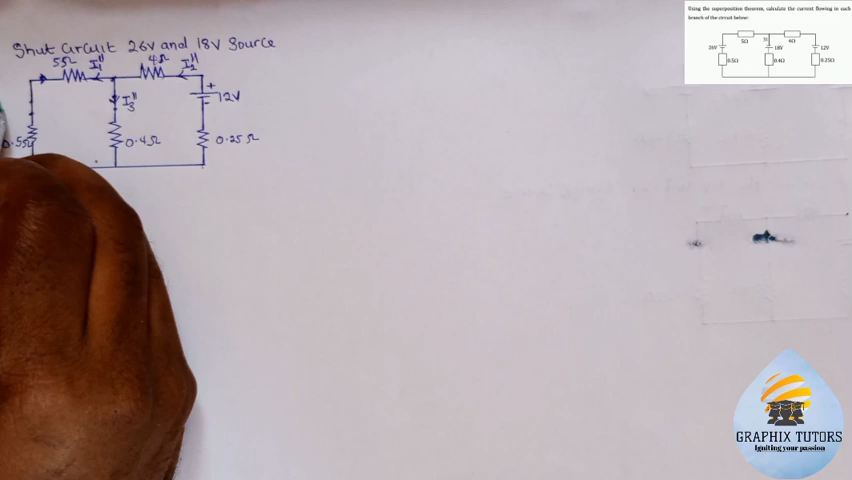 Shut Circuit 26V and 18V Source
5Ω I₁" 4Ω I₂"
I₃" 12V
0.5Ω 0.4Ω 0.25Ω
Using the superposition theorem, calculate the current flowing in each
branch of the circuit below:
5Ω 4Ω
26V 18V 12V
0.5Ω 0.4Ω 0.25Ω
GRAPHIX TUTORS
Igniting your passion